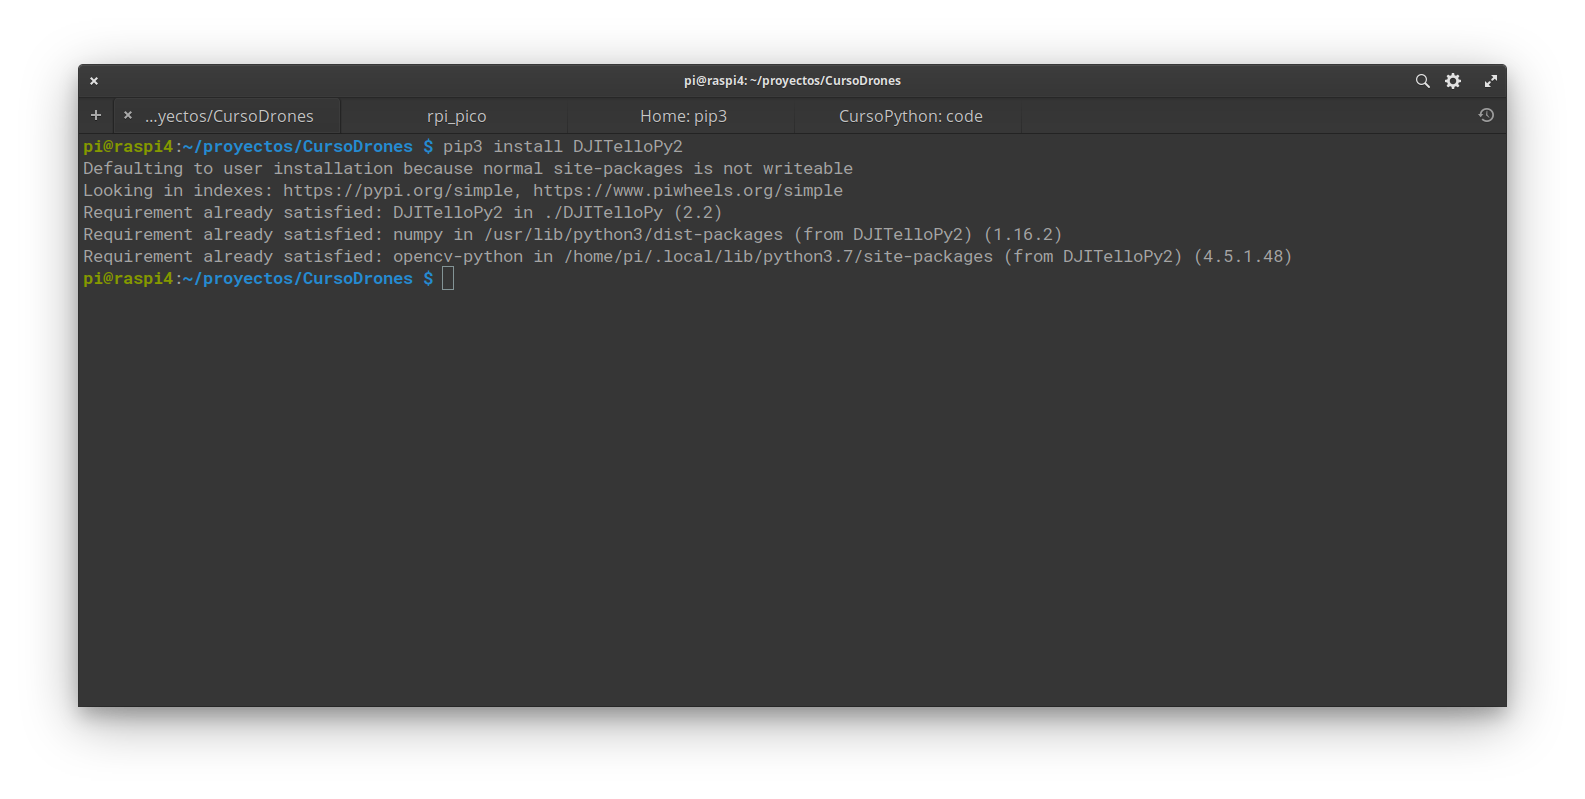 pi@raspi4: ~/proyectos/CursoDrones
...yectos/CursoDrones rpi_pico Home: pip3 CursoPython: code
pi@raspi4:~/proyectos/CursoDrones $ pip3 install DJITelloPy2
Defaulting to user installation because normal site-packages is not writeable
Looking in indexes: https://pypi.org/simple, https://www.piwheels.org/simple
Requirement already satisfied: DJITelloPy2 in ./DJITelloPy (2.2)
Requirement already satisfied: numpy in /usr/lib/python3/dist-packages (from DJITelloPy2) (1.16.2)
Requirement already satisfied: opencv-python in /home/pi/.local/lib/python3.7/site-packages (from DJITelloPy2) (4.5.1.48)
pi@raspi4:~/proyectos/CursoDrones $